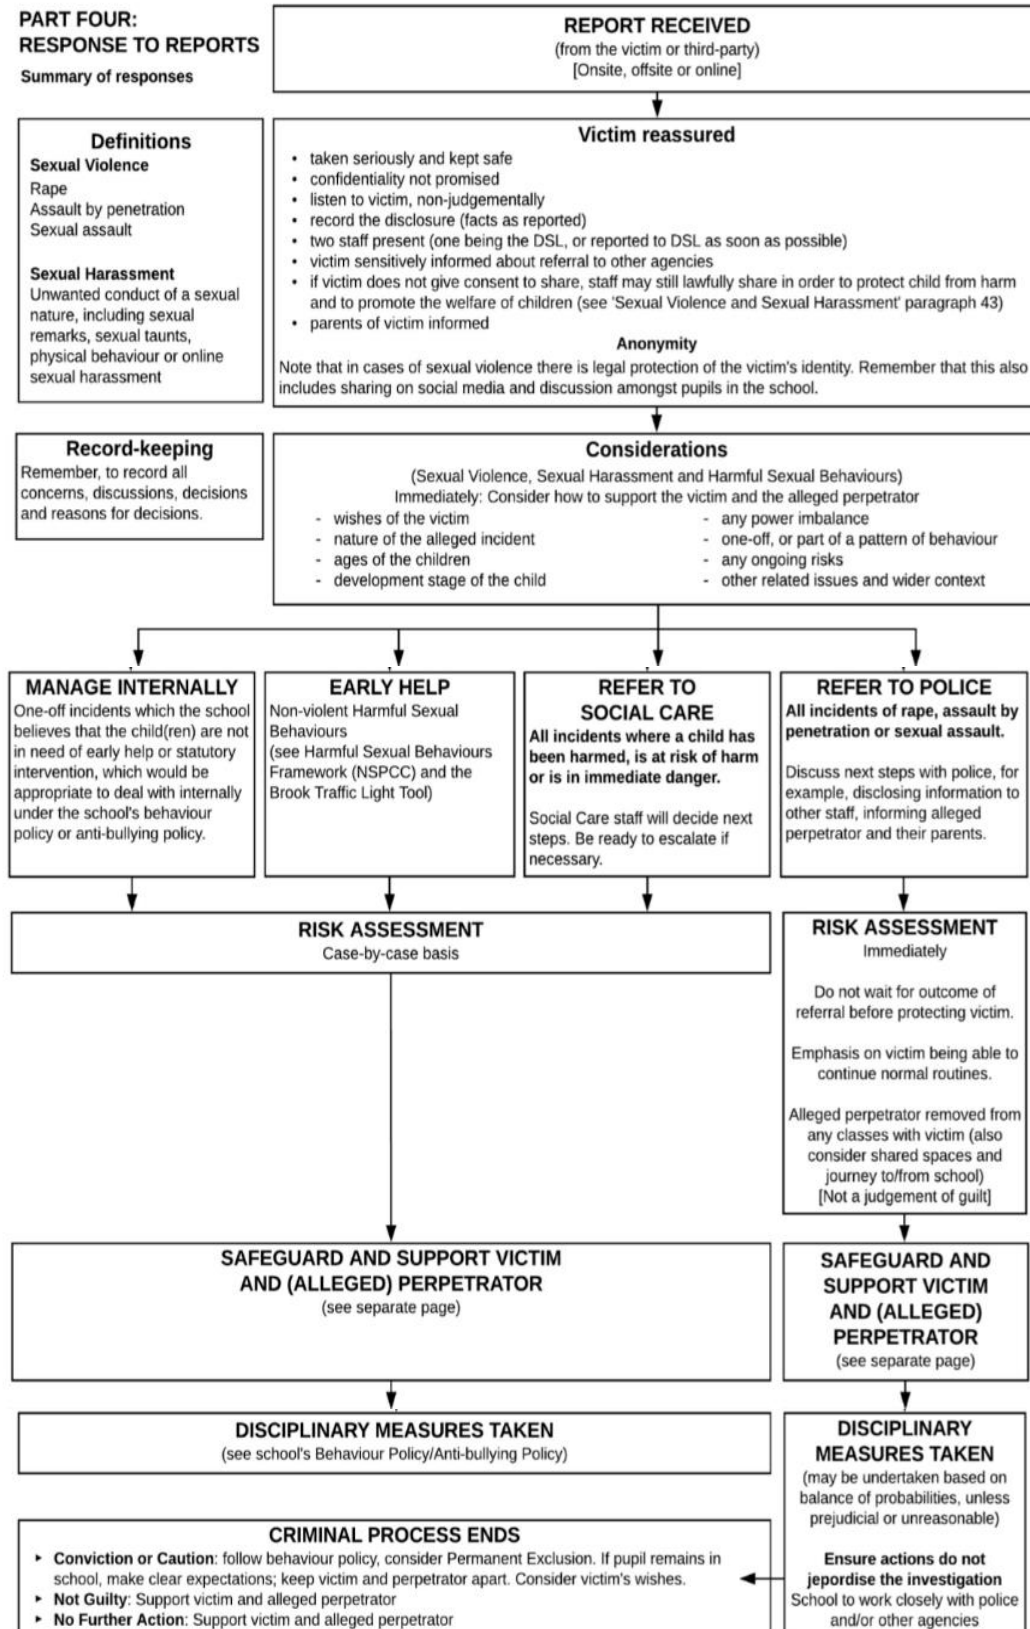 PART FOUR:
RESPONSE TO REPORTS
Summary of responses
REPORT RECEIVED
(from the victim or third-party)
[Onsite, offsite or online]
Definitions
Sexual Violence
Rape
Assault by penetration
Sexual assault
Sexual Harassment
Unwanted conduct of a sexual
nature, including sexual
remarks, sexual taunts,
physical behaviour or online
sexual harassment
Victim reassured
• taken seriously and kept safe
• confidentiality not promised
• listen to victim, non-judgementally
• record the disclosure (facts as reported)
• two staff present (one being the DSL, or reported to DSL as soon as possible)
• victim sensitively informed about referral to other agencies
• if victim does not give consent to share, staff may still lawfully share in order to protect child from harm
and to promote the welfare of children (see 'Sexual Violence and Sexual Harassment' paragraph 43)
• parents of victim informed
Anonymity
Note that in cases of sexual violence there is legal protection of the victim's identity. Remember that this also
includes sharing on social media and discussion amongst pupils in the school.
Record-keeping
Remember, to record all
concerns, discussions, decisions
and reasons for decisions.
Considerations
(Sexual Violence, Sexual Harassment and Harmful Sexual Behaviours)
Immediately: Consider how to support the victim and the alleged perpetrator
- wishes of the victim
- nature of the alleged incident
- ages of the children
- development stage of the child
- any power imbalance
- one-off, or part of a pattern of behaviour
- any ongoing risks
- other related issues and wider context
MANAGE INTERNALLY
One-off incidents which the school
believes that the child(ren) are not
in need of early help or statutory
intervention, which would be
appropriate to deal with internally
under the school's behaviour
policy or anti-bullying policy.
EARLY HELP
Non-violent Harmful Sexual
Behaviours
(see Harmful Sexual Behaviours
Framework (NSPCC) and the
Brook Traffic Light Tool)
REFER TO
SOCIAL CARE
All incidents where a child has
been harmed, is at risk of harm
or is in immediate danger.
Social Care staff will decide next
steps. Be ready to escalate if
necessary.
REFER TO POLICE
All incidents of rape, assault by
penetration or sexual assault.
Discuss next steps with police, for
example, disclosing information to
other staff, informing alleged
perpetrator and their parents.
RISK ASSESSMENT
Case-by-case basis
RISK ASSESSMENT
Immediately
Do not wait for outcome of
referral before protecting victim.
Emphasis on victim being able to
continue normal routines.
Alleged perpetrator removed from
any classes with victim (also
consider shared spaces and
journey to/from school)
[Not a judgement of guilt]
SAFEGUARD AND SUPPORT VICTIM
AND (ALLEGED) PERPETRATOR
(see separate page)
SAFEGUARD AND
SUPPORT VICTIM
AND (ALLEGED)
PERPETRATOR
(see separate page)
DISCIPLINARY MEASURES TAKEN
(see school's Behaviour Policy/Anti-bullying Policy)
DISCIPLINARY
MEASURES TAKEN
(may be undertaken based on
balance of probabilities, unless
prejudicial or unreasonable)
Ensure actions do not
jepordise the investigation
School to work closely with police
and/or other agencies
CRIMINAL PROCESS ENDS
▸ Conviction or Caution: follow behaviour policy, consider Permanent Exclusion. If pupil remains in
school, make clear expectations; keep victim and perpetrator apart. Consider victim's wishes.
▸ Not Guilty: Support victim and alleged perpetrator
▸ No Further Action: Support victim and alleged perpetrator